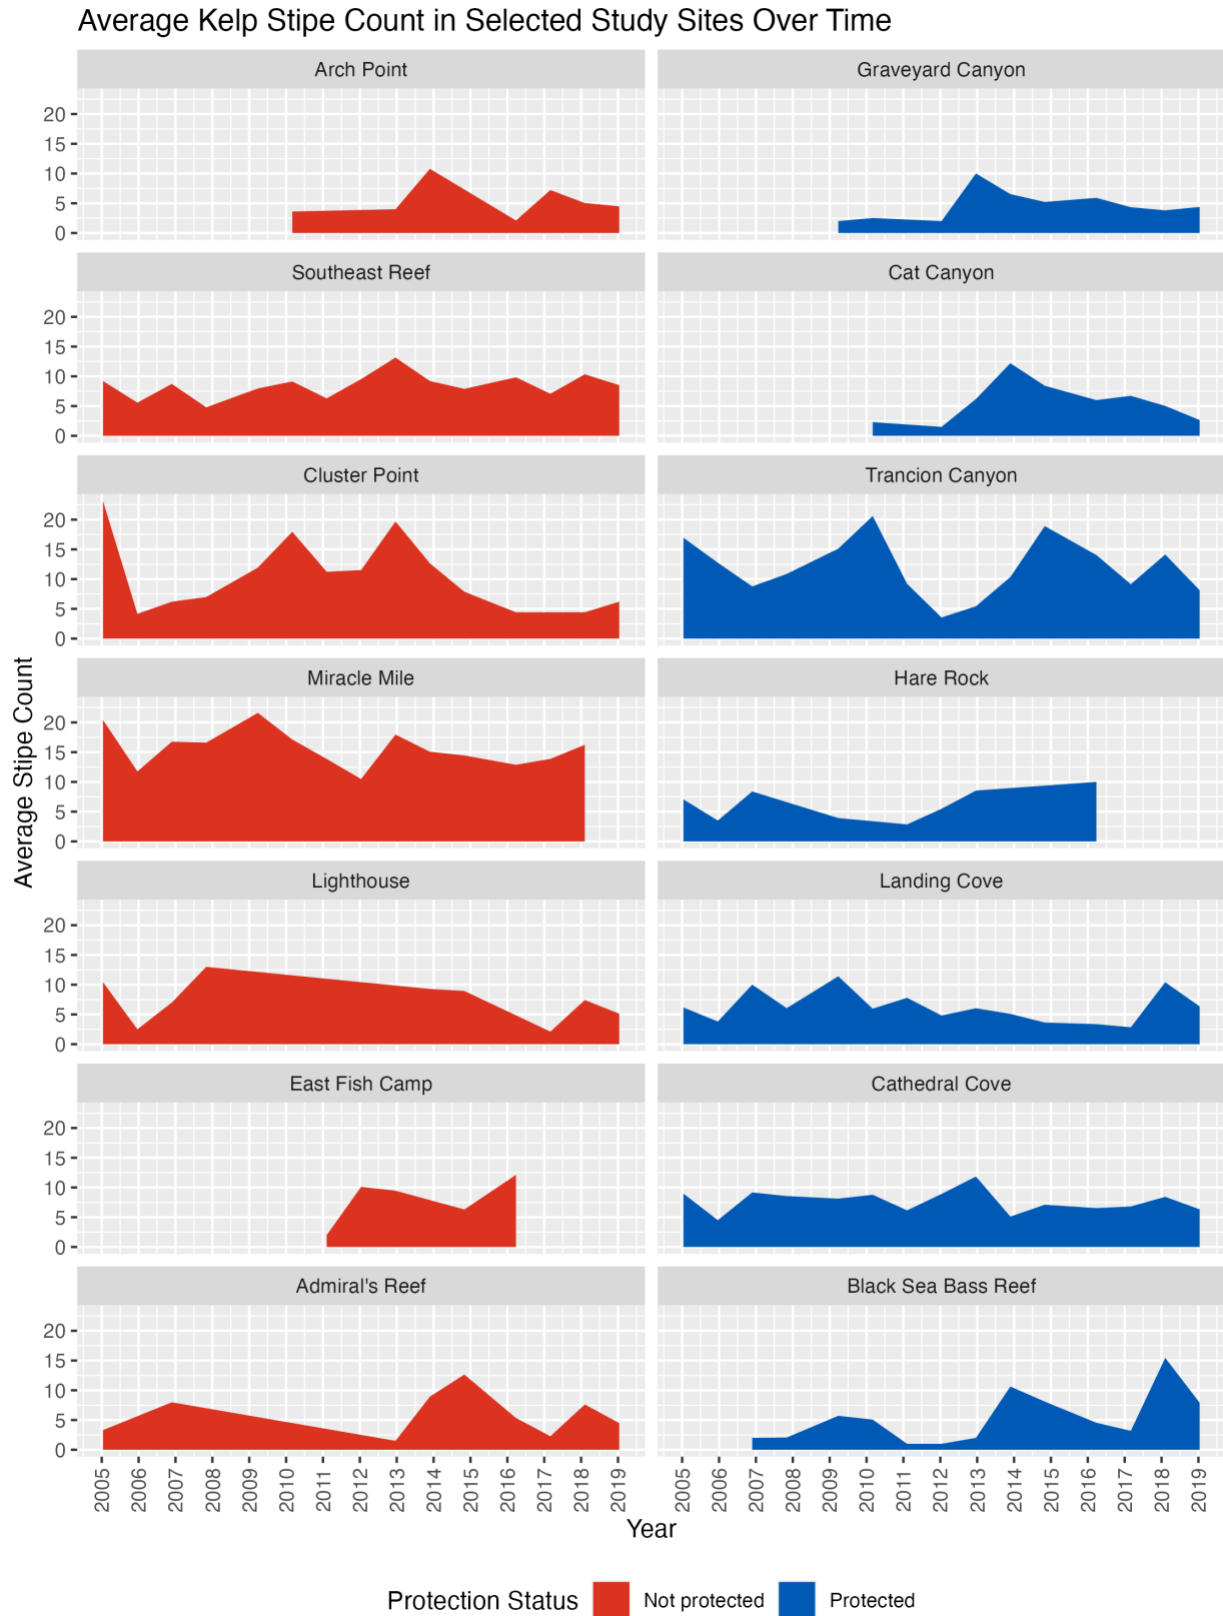 Average Kelp Stipe Count in Selected Study Sites Over Time
Arch Point
Graveyard Canyon
20
15
10
5
0
Southeast Reef
Cat Canyon
20
15
10
5
0
Cluster Point
Trancion Canyon
20
15
10
5
0
Miracle Mile
Hare Rock
20
15
10
5
0
Lighthouse
Landing Cove
20
15
10
5
0
East Fish Camp
Cathedral Cove
20
15
10
5
0
Admiral's Reef
Black Sea Bass Reef
20
15
10
5
0
Average Stipe Count
2005 2006 2007 2008 2009 2010 2011 2012 2013 2014 2015 2016 2017 2018 2019
2005 2006 2007 2008 2009 2010 2011 2012 2013 2014 2015 2016 2017 2018 2019
Year
Protection Status Not protected Protected